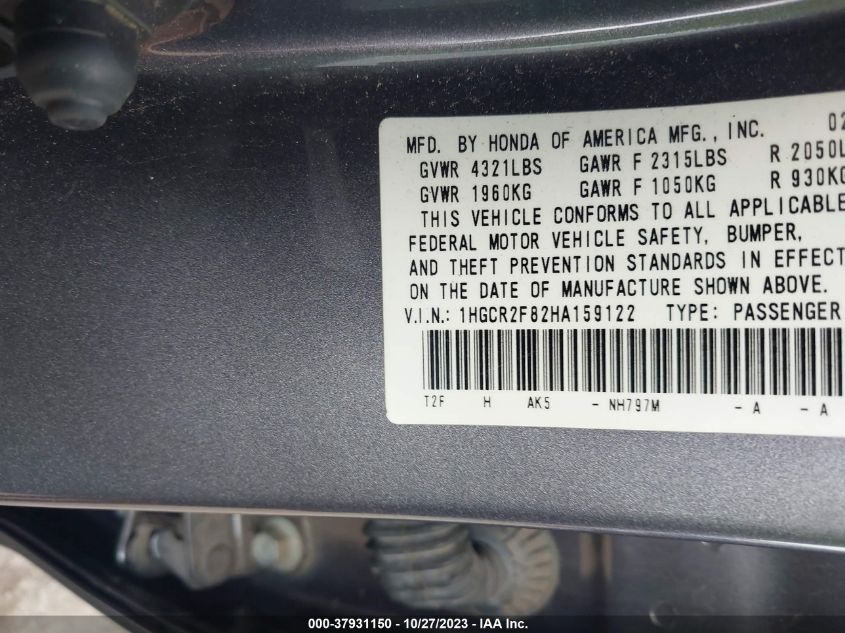 MFD. BY HONDA OF AMERICA MFG., INC. 02
GVWR 4321LBS GAWR F 2315LBS R 2050L
GVWR 1960KG GAWR F 1050KG R 930KG
THIS VEHICLE CONFORMS TO ALL APPLICABLE
FEDERAL MOTOR VEHICLE SAFETY, BUMPER,
AND THEFT PREVENTION STANDARDS IN EFFECT
ON THE DATE OF MANUFACTURE SHOWN ABOVE.
V.I.N.: 1HGCR2F82HA159122 TYPE: PASSENGER
T2F H AK5 - NH797M - A - A
000-37931150 - 10/27/2023 - IAA Inc.